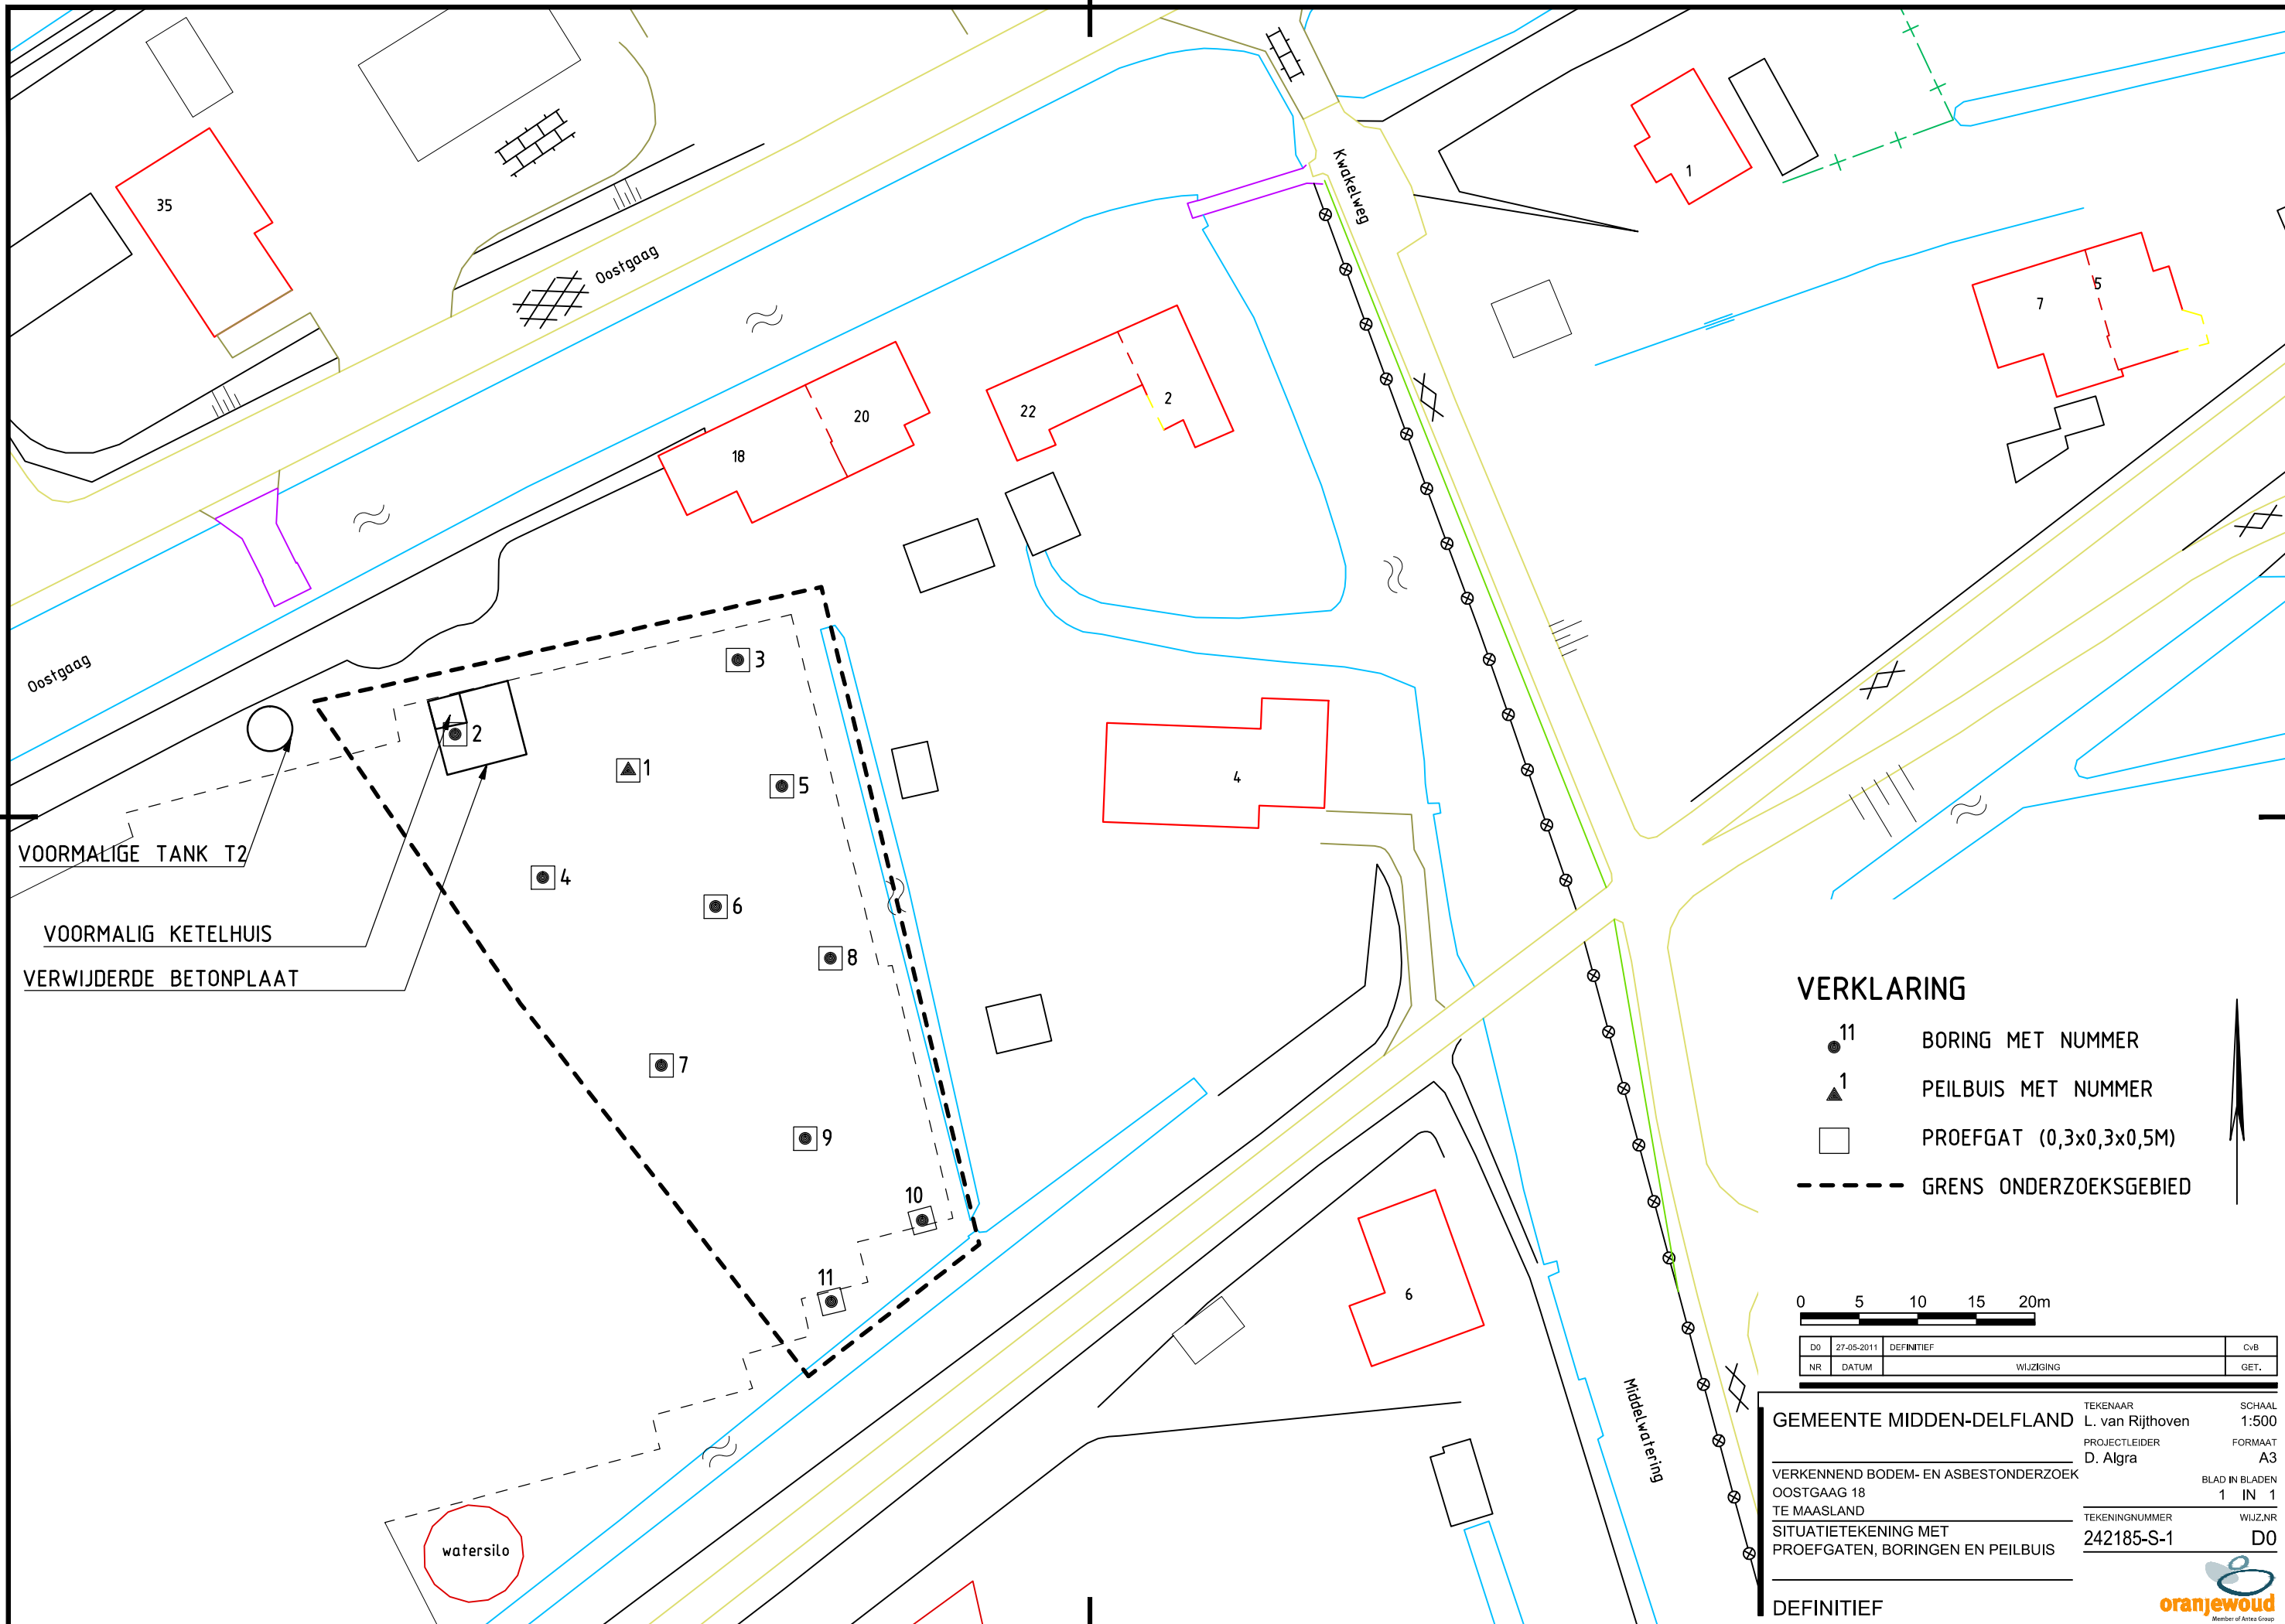 35
1
Kwakelweg
Oostgaag
5
7
2
22
20
18
Oostgaag
3
2
1
5
4
VOORMALIGE TANK T2
4
6
VOORMALIG KETELHUIS
8
VERWIJDERDE BETONPLAAT
7
9
10
11
6
Middelwatering
watersilo
VERKLARING
11 BORING MET NUMMER
1 PEILBUIS MET NUMMER
PROEFGAT (0,3x0,3x0,5M)
GRENS ONDERZOEKSGEBIED
0 5 10 15 20m
D0 27-05-2011 DEFINITIEF CvB
NR DATUM WIJZIGING GET.
GEMEENTE MIDDEN-DELFLAND
TEKENAAR SCHAAL
L. van Rijthoven 1:500
PROJECTLEIDER FORMAAT
D. Algra A3
VERKENNEND BODEM- EN ASBESTONDERZOEK
OOSTGAAG 18
TE MAASLAND
BLAD IN BLADEN
1 IN 1
SITUATIETEKENING MET
PROEFGATEN, BORINGEN EN PEILBUIS
TEKENINGNUMMER WIJZ.NR
242185-S-1 D0
DEFINITIEF
oranjewoud
Member of Antea Group